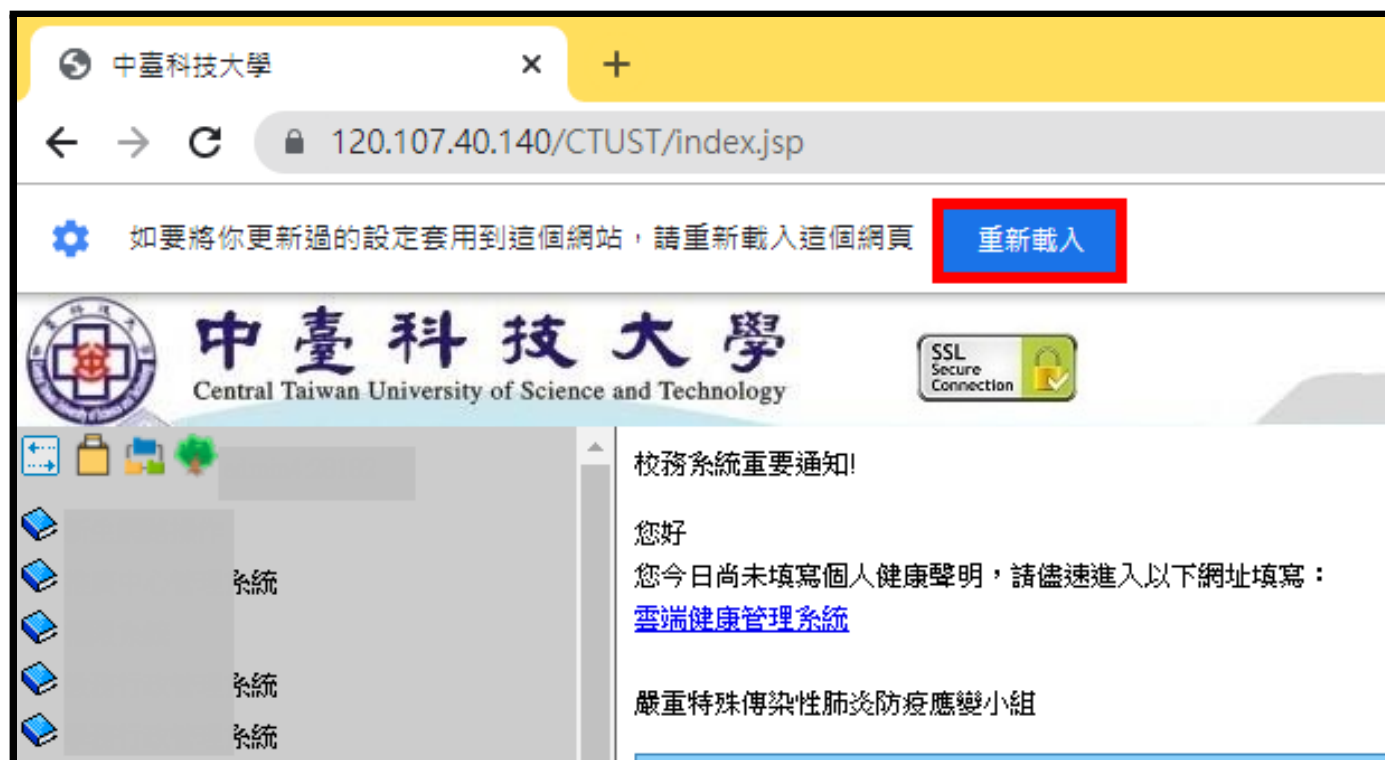 中臺科技大學
120.107.40.140/CTUST/index.jsp
如要將你更新過的設定套用到這個網站，請重新載入這個網頁
重新載入
中臺科技大學
Central Taiwan University of Science and Technology
SSL
Secure
Connection
校務系統重要通知!
您好
您今日尚未填寫個人健康聲明，請儘速進入以下網址填寫：
雲端健康管理系統
嚴重特殊傳染性肺炎防疫應變小組
系統
系統
系統